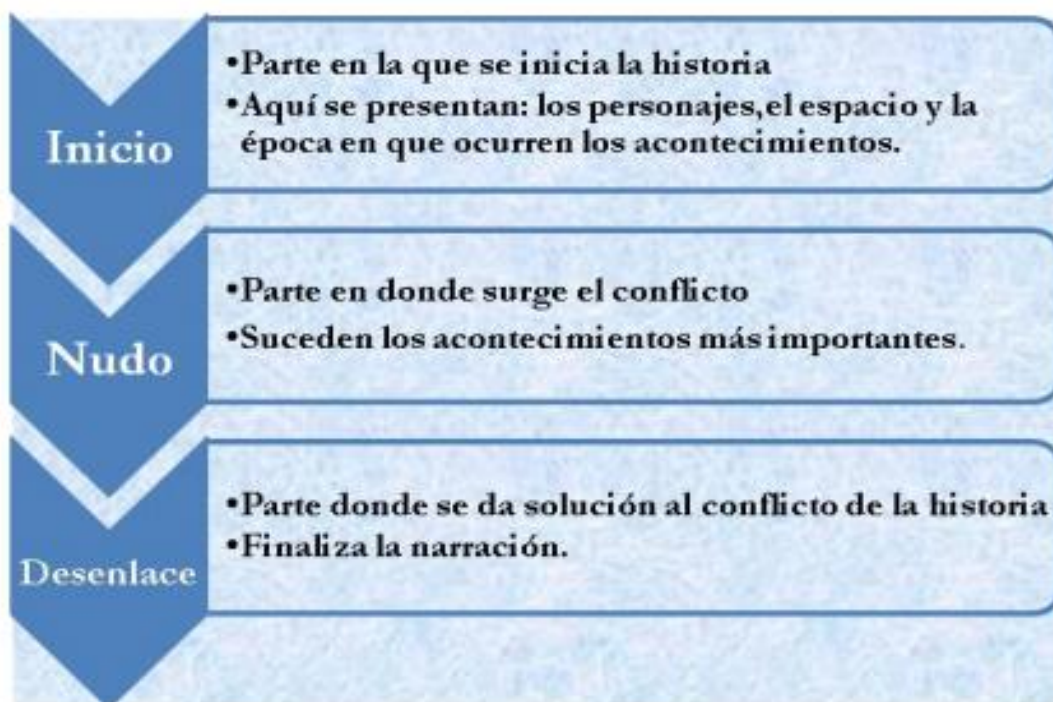 Inicio
•Parte en la que se inicia la historia
•Aquí se presentan: los personajes,el espacio y la
época en que ocurren los acontecimientos.
Nudo
•Parte en donde surge el conflicto
•Suceden los acontecimientos más importantes.
Desenlace
•Parte donde se da solución al conflicto de la historia
•Finaliza la narración.